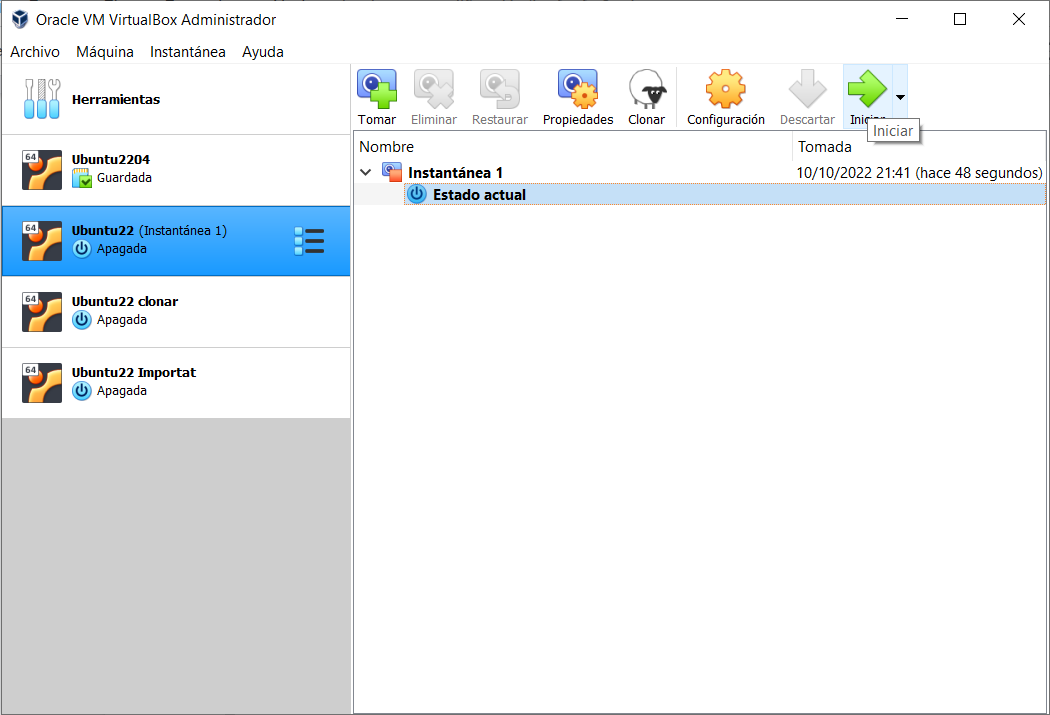 Oracle VM VirtualBox Administrador
Archivo Máquina Instantánea Ayuda
Herramientas
Tomar Eliminar Restaurar Propiedades Clonar Configuración Descartar Iniciar
Iniciar
Nombre Tomada
Instantánea 1 10/10/2022 21:41 (hace 48 segundos)
Estado actual
64
Ubuntu2204
Guardada
64
Ubuntu22 (Instantánea 1)
Apagada
64
Ubuntu22 clonar
Apagada
64
Ubuntu22 Importat
Apagada